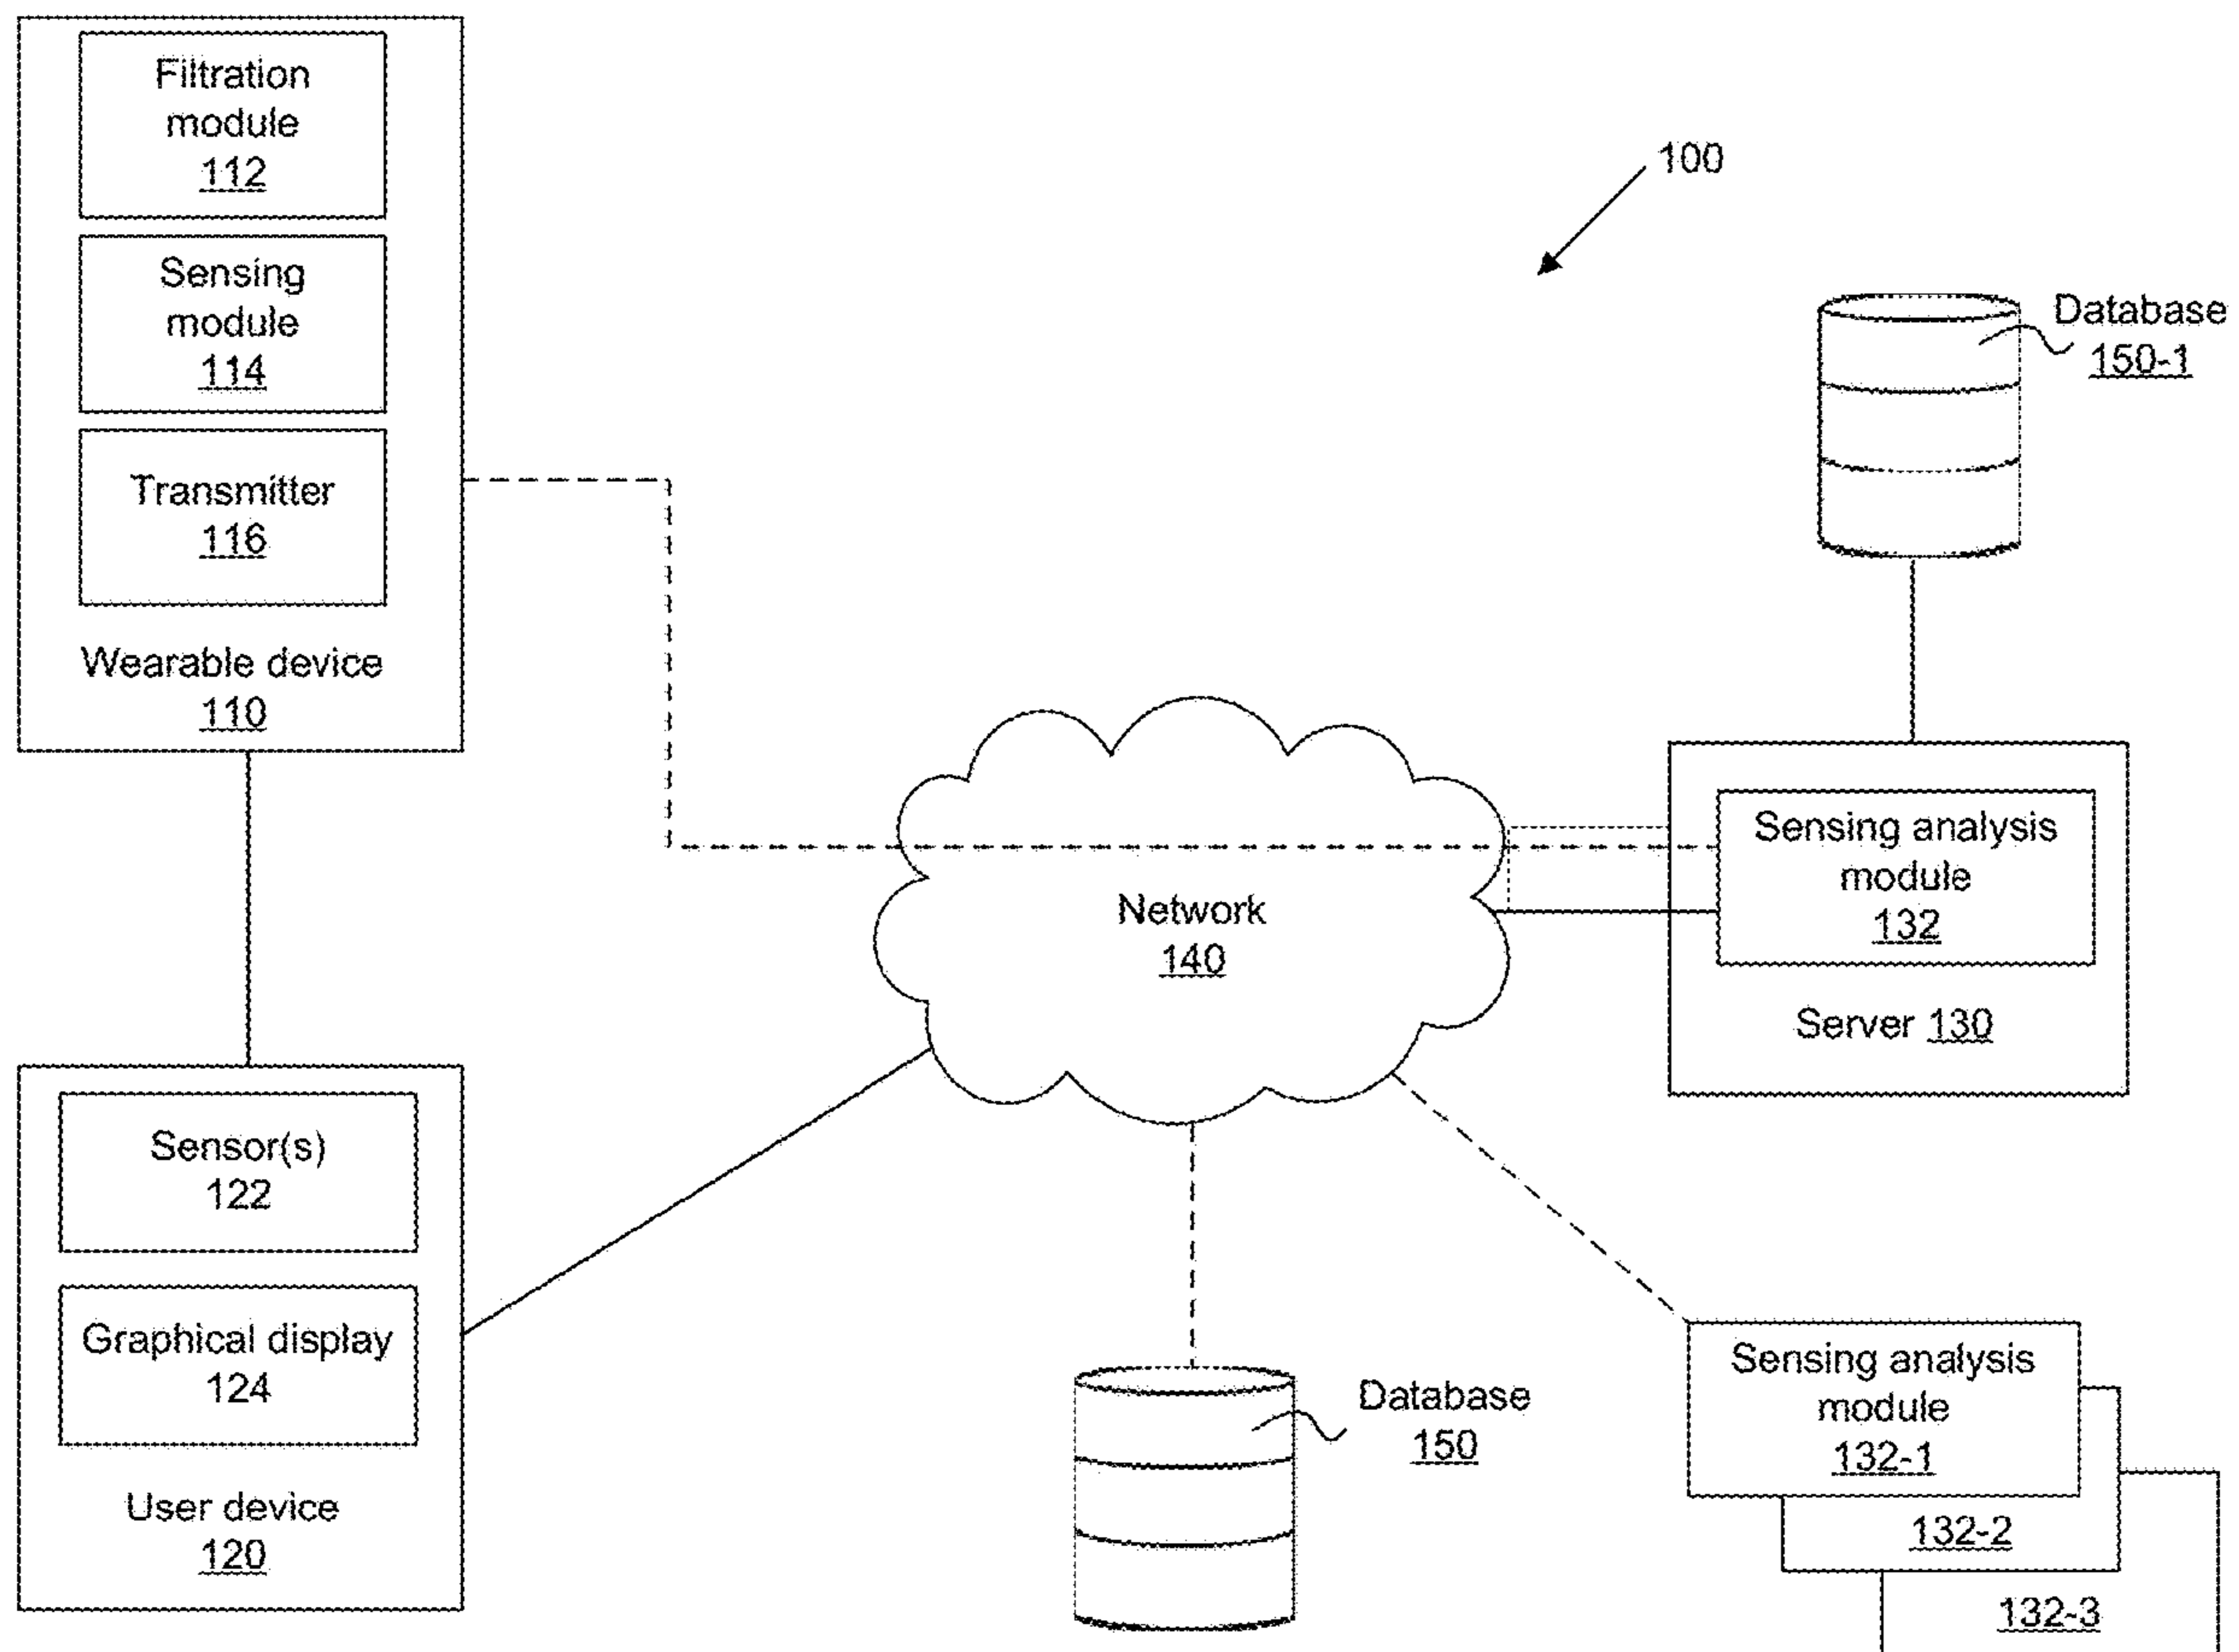 Filtration
module
112
Sensing
module
114
Transmitter
116
Wearable device
110
100
Database
150-1
Sensing analysis
module
132
Server 130
Network
140
Sensor(s)
122
Graphical display
124
User device
120
Database
150
Sensing analysis
module
132-1
132-2
132-3